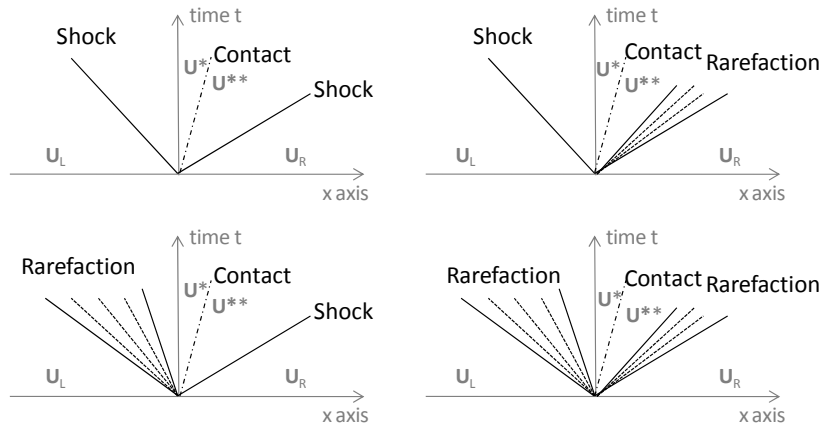 time t
Shock
Contact
U*
U**
Shock
U_L
U_R
x axis
time t
Shock
Contact
Rarefaction
U*
U**
U_L
U_R
x axis
time t
Rarefaction
Contact
U*
U**
Shock
U_L
U_R
x axis
time t
Rarefaction
Contact
Rarefaction
U*
U**
U_L
U_R
x axis